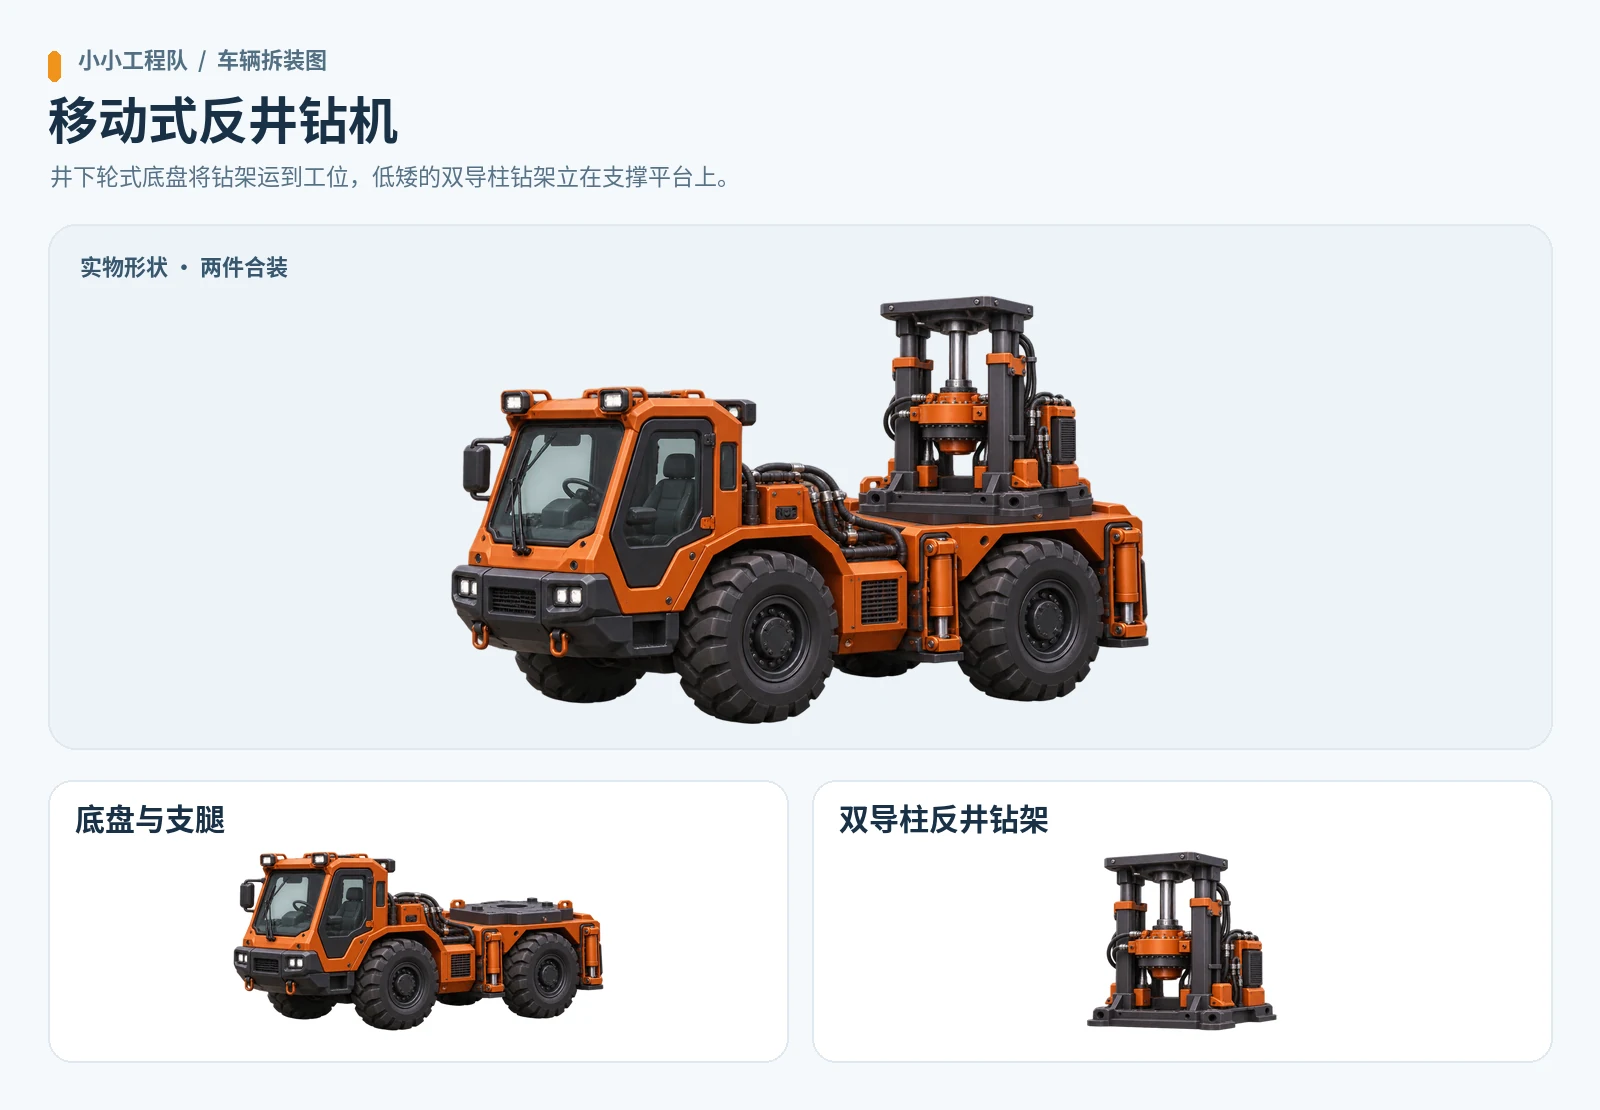 小小工程队 / 车辆拆装图
移动式反井钻机
井下轮式底盘将钻架运到工位，低矮的双导柱钻架立在支撑平台上。
实物形状 · 两件合装
底盘与支腿
双导柱反井钻架